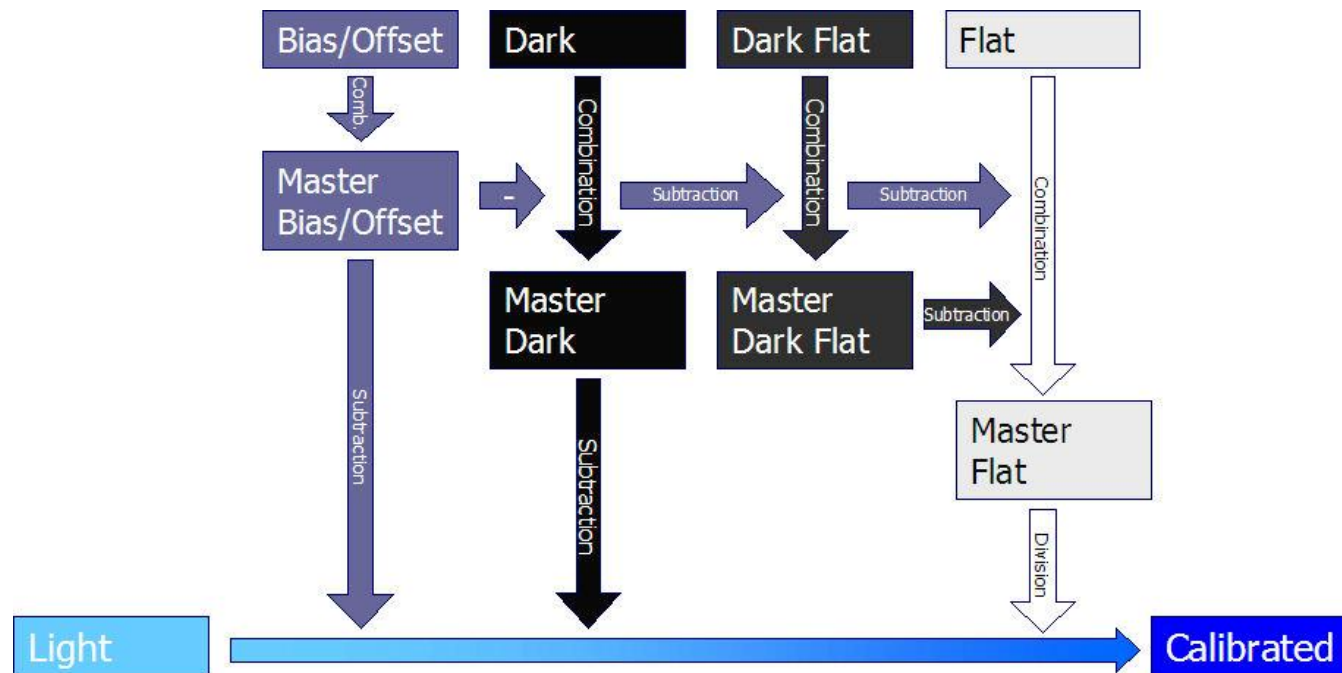 Bias/Offset
Dark
Dark Flat
Flat
Comb.
Combination
Combination
Combination
Master
Bias/Offset
-
Subtraction
Subtraction
Master
Dark
Master
Dark Flat
Subtraction
Master
Flat
Subtraction
Subtraction
Division
Light
Calibrated